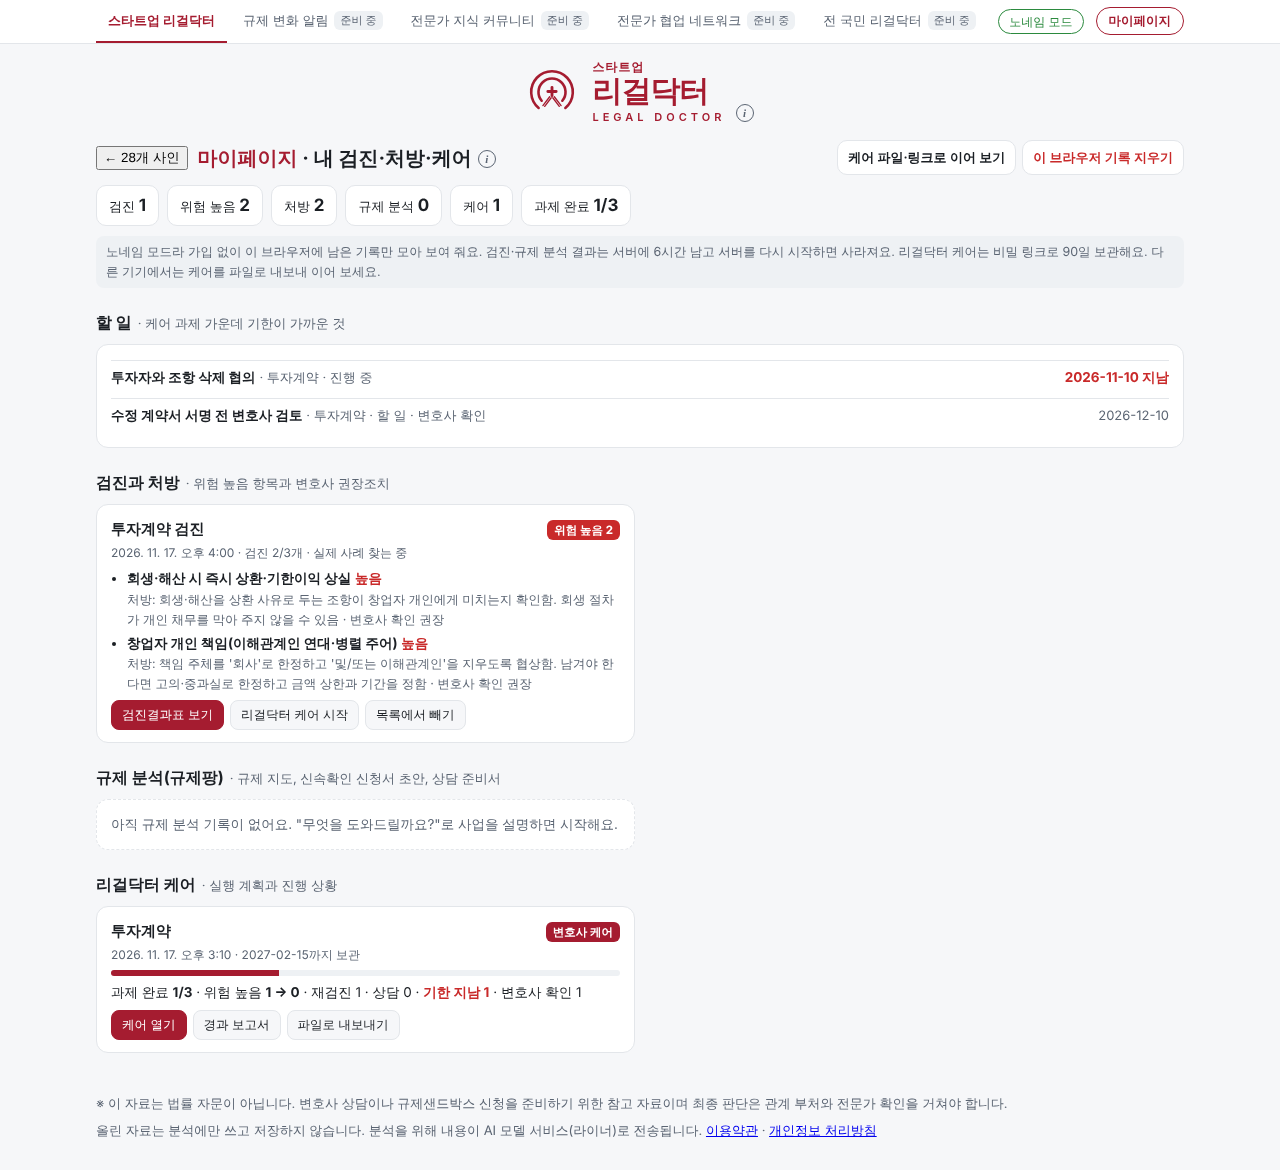 스타트업 리걸닥터 규제 변화 알림 준비 중 전문가 지식 커뮤니티 준비 중 전문가 협업 네트워크 준비 중 전 국민 리걸닥터 준비 중 노네임 모드 마이페이지
스타트업
리걸닥터
LEGAL DOCTOR i
← 28개 사인 마이페이지 · 내 검진·처방·케어 i 케어 파일·링크로 이어 보기 이 브라우저 기록 지우기
검진 1 위험 높음 2 처방 2 규제 분석 0 케어 1 과제 완료 1/3
노네임 모드라 가입 없이 이 브라우저에 남은 기록만 모아 보여 줘요. 검진·규제 분석 결과는 서버에 6시간 남고 서버를 다시 시작하면 사라져요. 리걸닥터 케어는 비밀 링크로 90일 보관해요. 다
른 기기에서는 케어를 파일로 내보내 이어 보세요.
할 일 · 케어 과제 가운데 기한이 가까운 것
투자자와 조항 삭제 협의 · 투자계약 · 진행 중 2026-11-10 지남
수정 계약서 서명 전 변호사 검토 · 투자계약 · 할 일 · 변호사 확인 2026-12-10
검진과 처방 · 위험 높음 항목과 변호사 권장조치
투자계약 검진 위험 높음 2
2026. 11. 17. 오후 4:00 · 검진 2/3개 · 실제 사례 찾는 중
• 회생·해산 시 즉시 상환·기한이익 상실 높음
처방: 회생·해산을 상환 사유로 두는 조항이 창업자 개인에게 미치는지 확인함. 회생 절차
가 개인 채무를 막아 주지 않을 수 있음 · 변호사 확인 권장
• 창업자 개인 책임(이해관계인 연대·병렬 주어) 높음
처방: 책임 주체를 '회사'로 한정하고 '및/또는 이해관계인'을 지우도록 협상함. 남겨야 한
다면 고의·중과실로 한정하고 금액 상한과 기간을 정함 · 변호사 확인 권장
검진결과표 보기 리걸닥터 케어 시작 목록에서 빼기
규제 분석(규제팡) · 규제 지도, 신속확인 신청서 초안, 상담 준비서
아직 규제 분석 기록이 없어요. "무엇을 도와드릴까요?"로 사업을 설명하면 시작해요.
리걸닥터 케어 · 실행 계획과 진행 상황
투자계약 변호사 케어
2026. 11. 17. 오후 3:10 · 2027-02-15까지 보관
과제 완료 1/3 · 위험 높음 1 → 0 · 재검진 1 · 상담 0 · 기한 지남 1 · 변호사 확인 1
케어 열기 경과 보고서 파일로 내보내기
※ 이 자료는 법률 자문이 아닙니다. 변호사 상담이나 규제샌드박스 신청을 준비하기 위한 참고 자료이며 최종 판단은 관계 부처와 전문가 확인을 거쳐야 합니다.
올린 자료는 분석에만 쓰고 저장하지 않습니다. 분석을 위해 내용이 AI 모델 서비스(라이너)로 전송됩니다. 이용약관 · 개인정보 처리방침